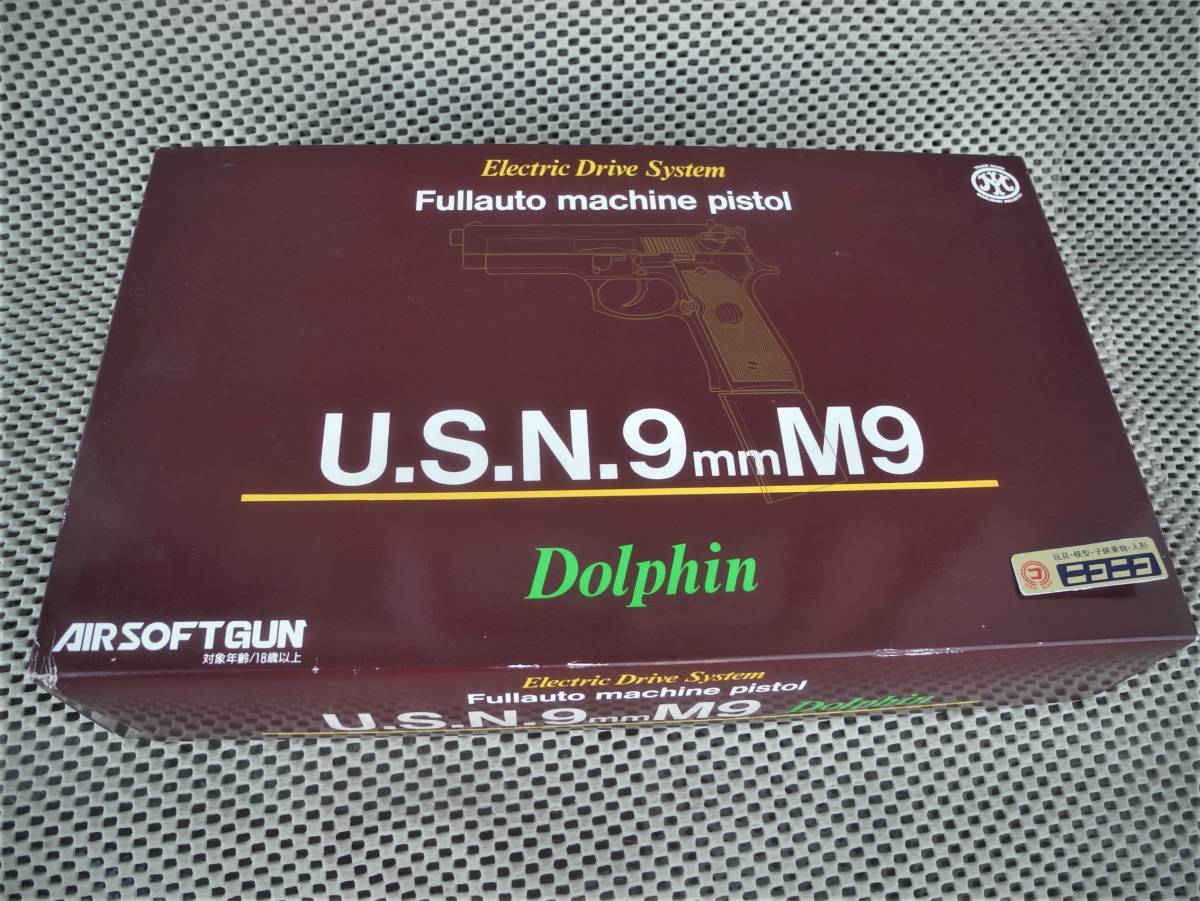 Electric Drive System
Fullauto machine pistol
U.S.N.9mmM9
Dolphin
玩具・模型・子供乗物・人形
コ ニコニコ
AIRSOFTGUN
対象年齢/18歳以上
Electric Drive System
Fullauto machine pistol
U.S.N.9mmM9 Dolphin